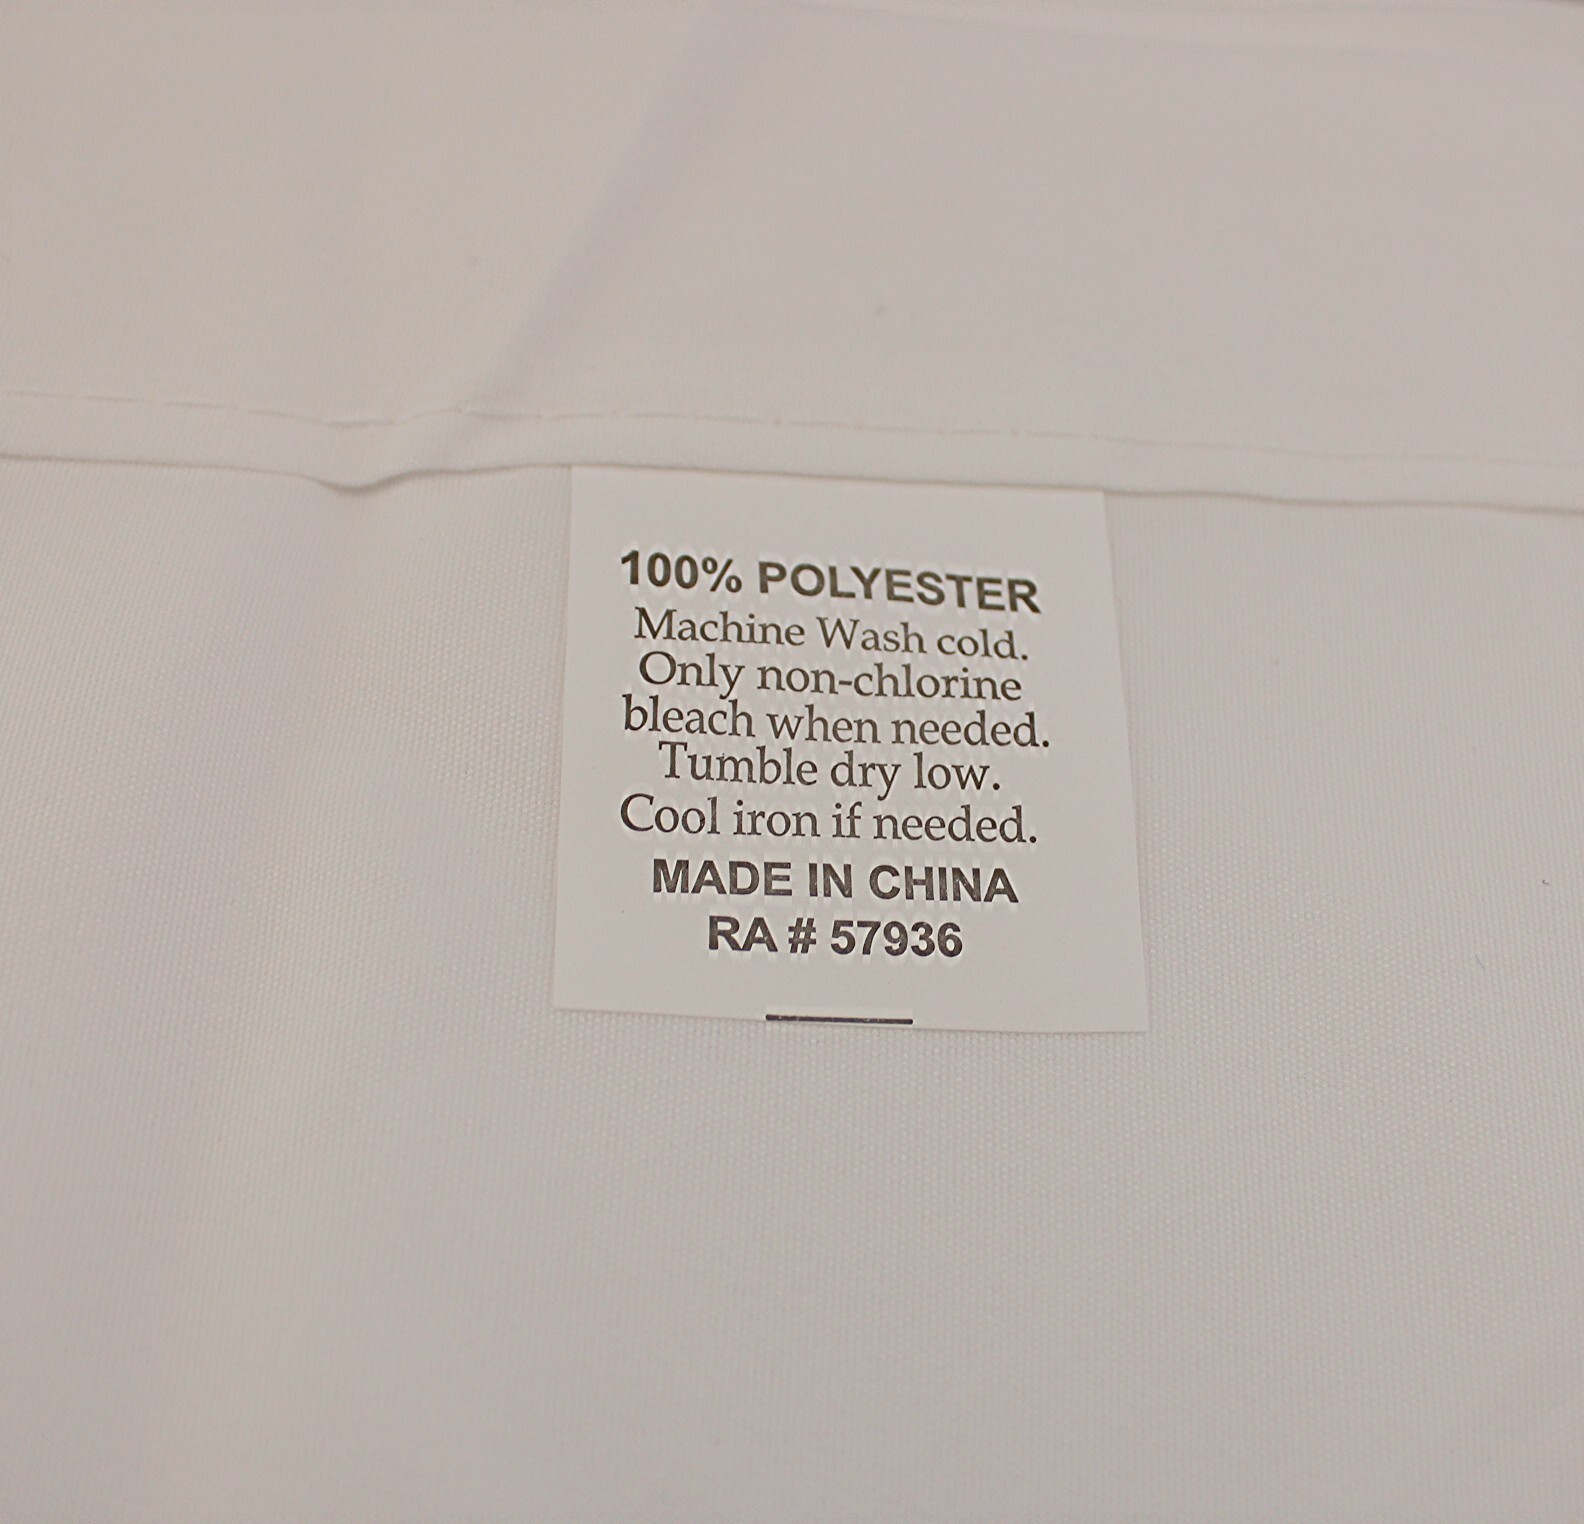 100% POLYESTER
Machine Wash cold.
Only non-chlorine
bleach when needed.
Tumble dry low.
Cool iron if needed.
MADE IN CHINA
RA # 57936